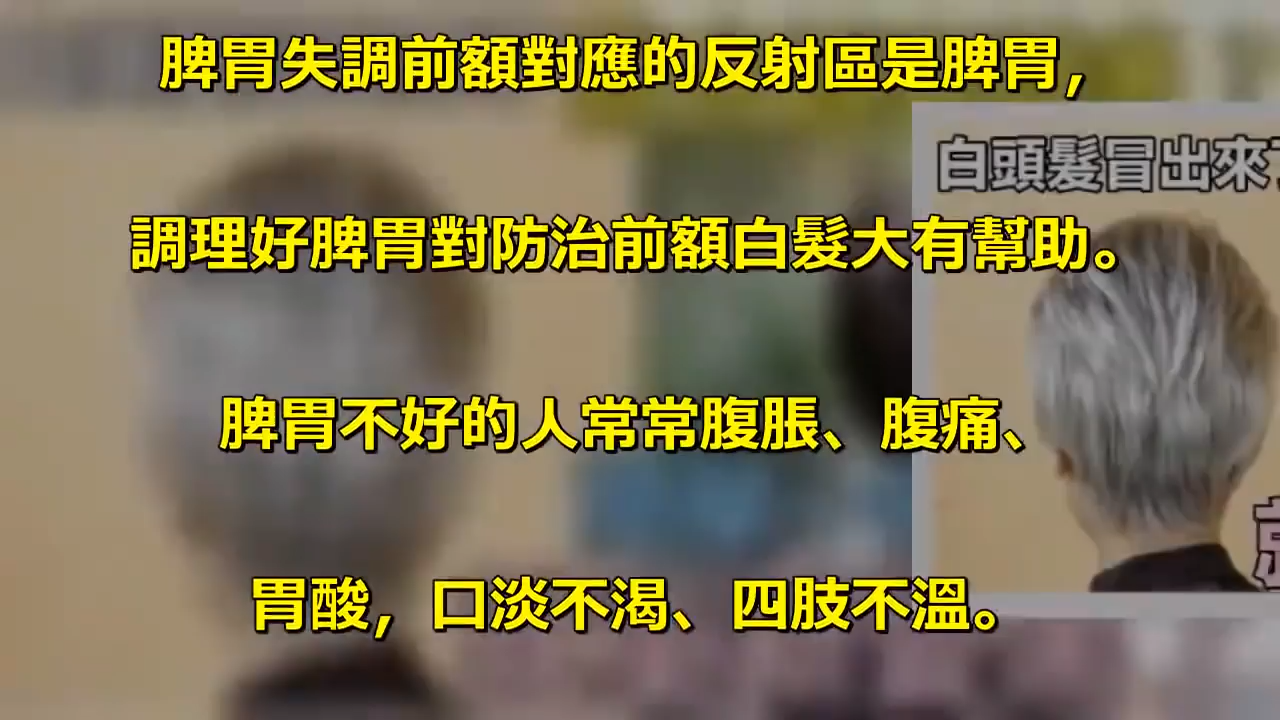 脾胃失調前額對應的反射區是脾胃，
白頭髮冒出來
調理好脾胃對防治前額白髮大有幫助。
脾胃不好的人常常腹脹、腹痛、
胃酸，口淡不渴、四肢不溫。